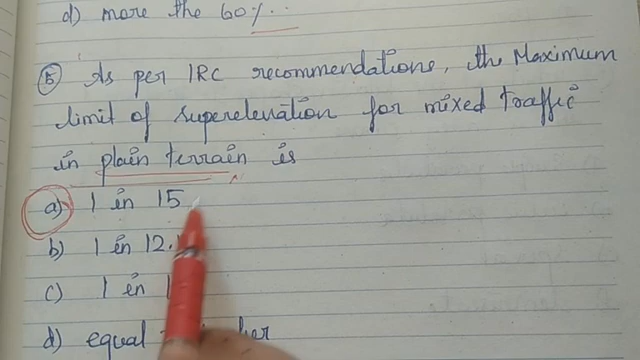 d) more the 60%.
⑤ As per IRC recommendations, the Maximum
limit of superelevation for mixed traffic
in plain terrain is
a) 1 in 15
b) 1 in 12.
c) 1 in 1
d) equal